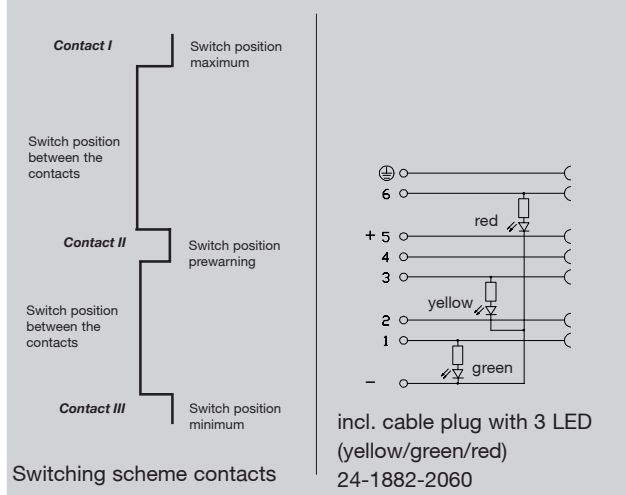 Contact I
Switch position
maximum
Switch position
between the
contacts
Contact II
Switch position
prewarning
Switch position
between the
contacts
Contact III
Switch position
minimum
Switching scheme contacts
6
red
+ 5
4
3
yellow
2
1
green
–
incl. cable plug with 3 LED
(yellow/green/red)
24-1882-2060